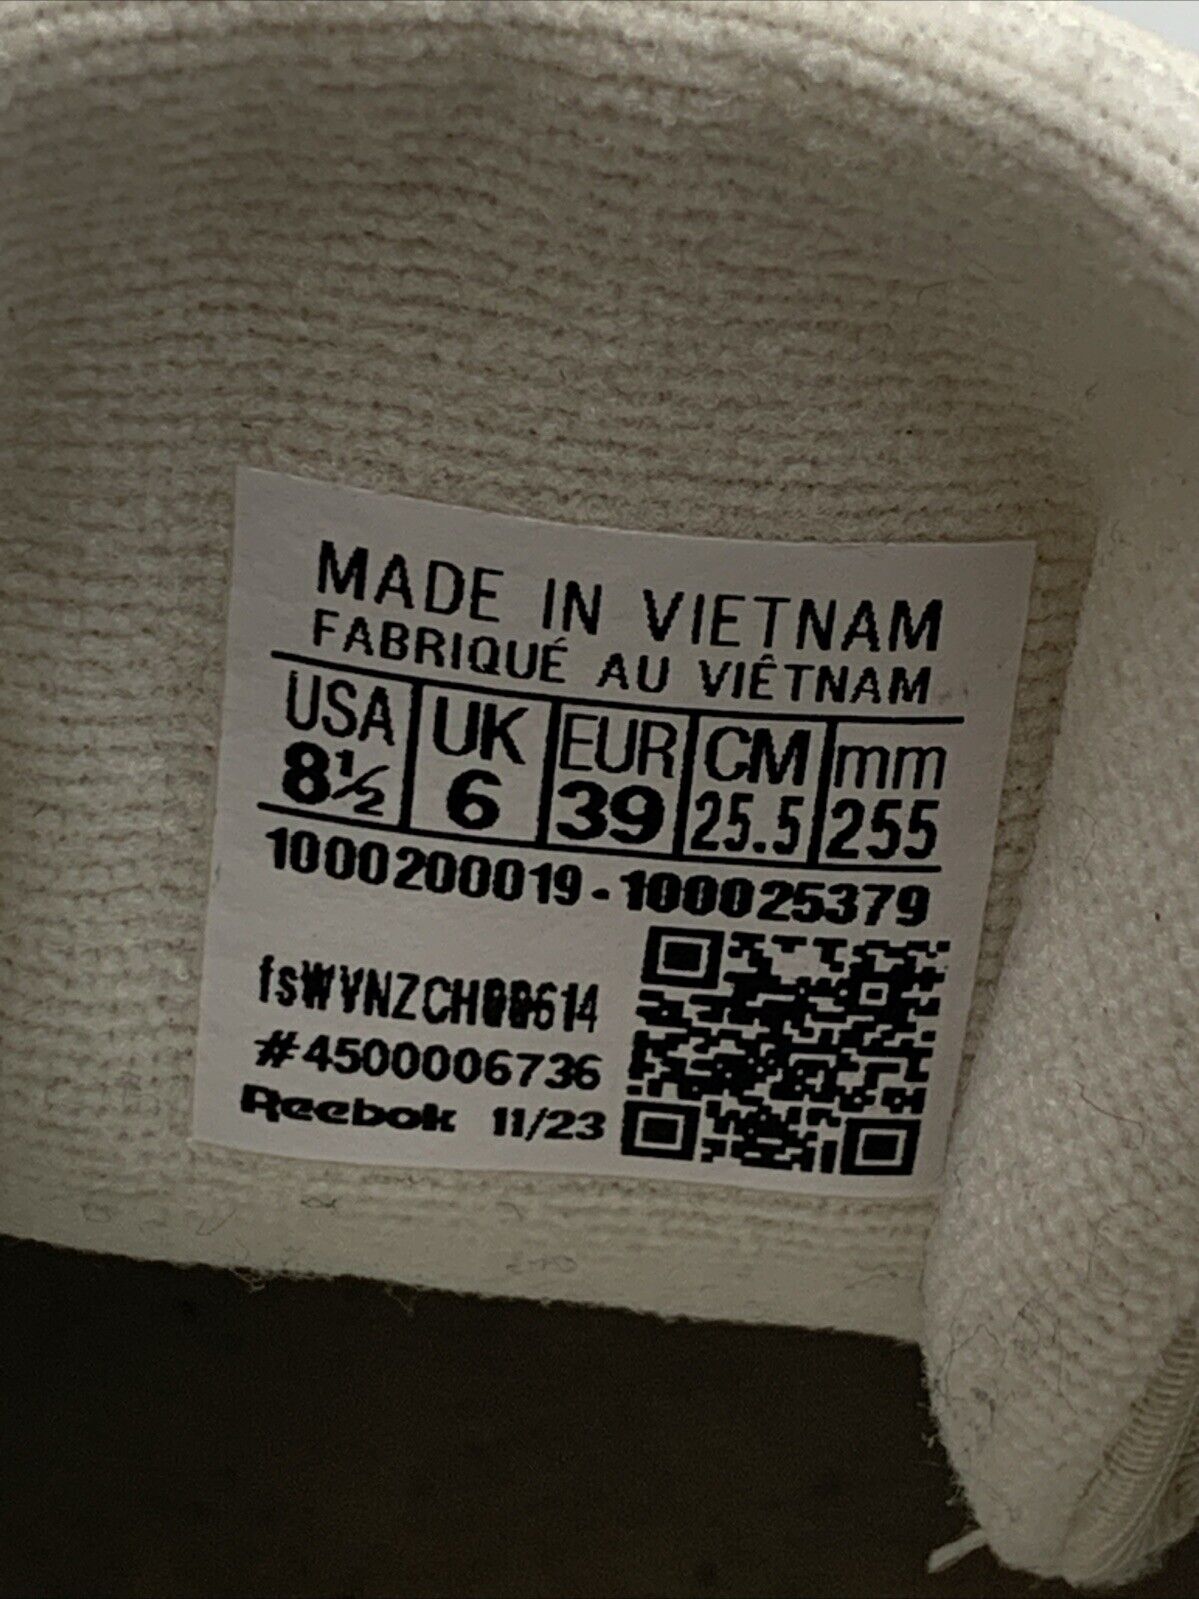 MADE IN VIETNAM
FABRIQUÉ AU VIÊTNAM
USA UK EUR CM mm
8½ 6 39 25.5 255
1000200019-100025379
#4500006736
Reebok 11/23